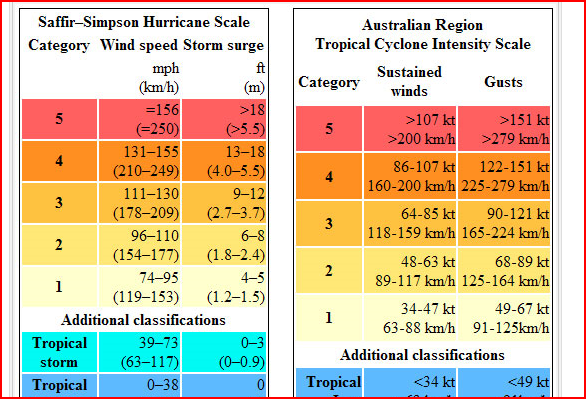 Saffir–Simpson Hurricane Scale
Category Wind speed Storm surge
mph ft
(km/h) (m)
5 =156 >18
(=250) (>5.5)
4 131–155 13–18
(210–249) (4.0–5.5)
3 111–130 9–12
(178–209) (2.7–3.7)
2 96–110 6–8
(154–177) (1.8–2.4)
1 74–95 4–5
(119–153) (1.2–1.5)
Additional classifications
Tropical storm 39–73 0–3
(63–117) (0–0.9)
Tropical 0–38 0
Australian Region
Tropical Cyclone Intensity Scale
Category Sustained winds Gusts
5 >107 kt >151 kt
>200 km/h >279 km/h
4 86-107 kt 122-151 kt
160-200 km/h 225-279 km/h
3 64-85 kt 90-121 kt
118-159 km/h 165-224 km/h
2 48-63 kt 68-89 kt
89-117 km/h 125-164 km/h
1 34-47 kt 49-67 kt
63-88 km/h 91-125km/h
Additional classifications
Tropical <34 kt <49 kt